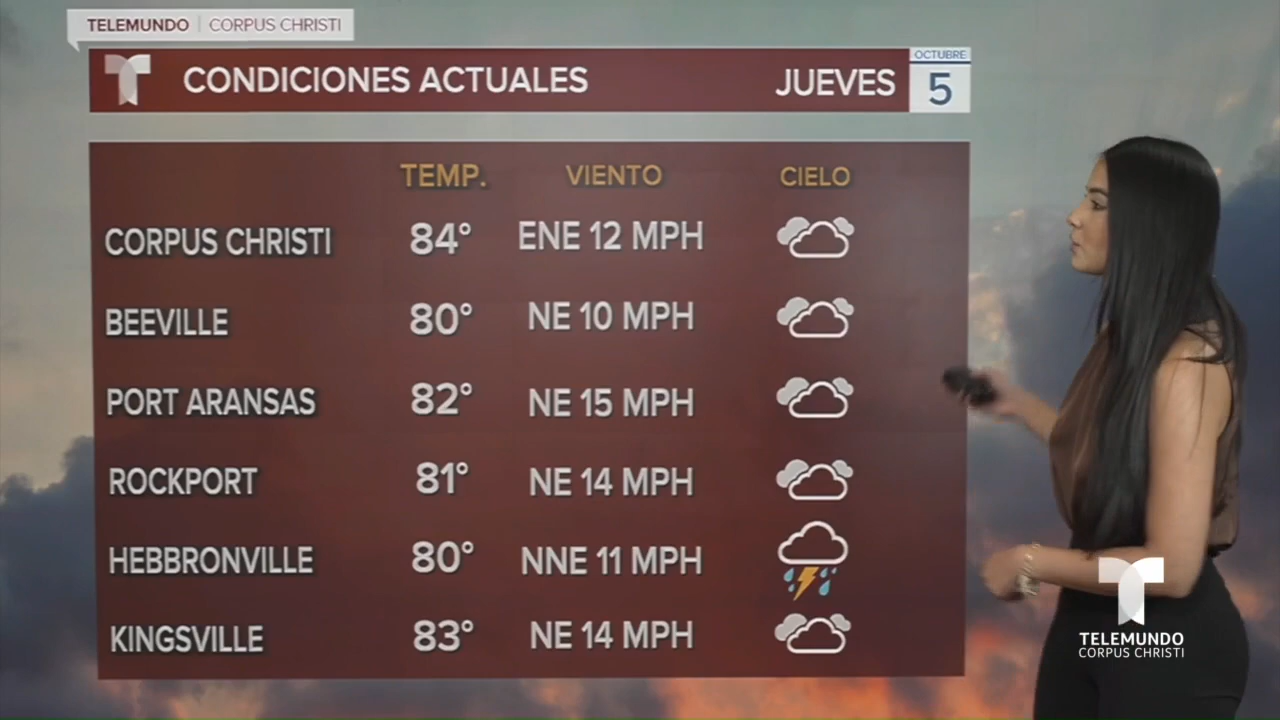 TELEMUNDO | CORPUS CHRISTI
CONDICIONES ACTUALES JUEVES
OCTUBRE
5
TEMP. VIENTO CIELO
CORPUS CHRISTI 84° ENE 12 MPH
BEEVILLE 80° NE 10 MPH
PORT ARANSAS 82° NE 15 MPH
ROCKPORT 81° NE 14 MPH
HEBBRONVILLE 80° NNE 11 MPH
KINGSVILLE 83° NE 14 MPH
TELEMUNDO
CORPUS CHRISTI